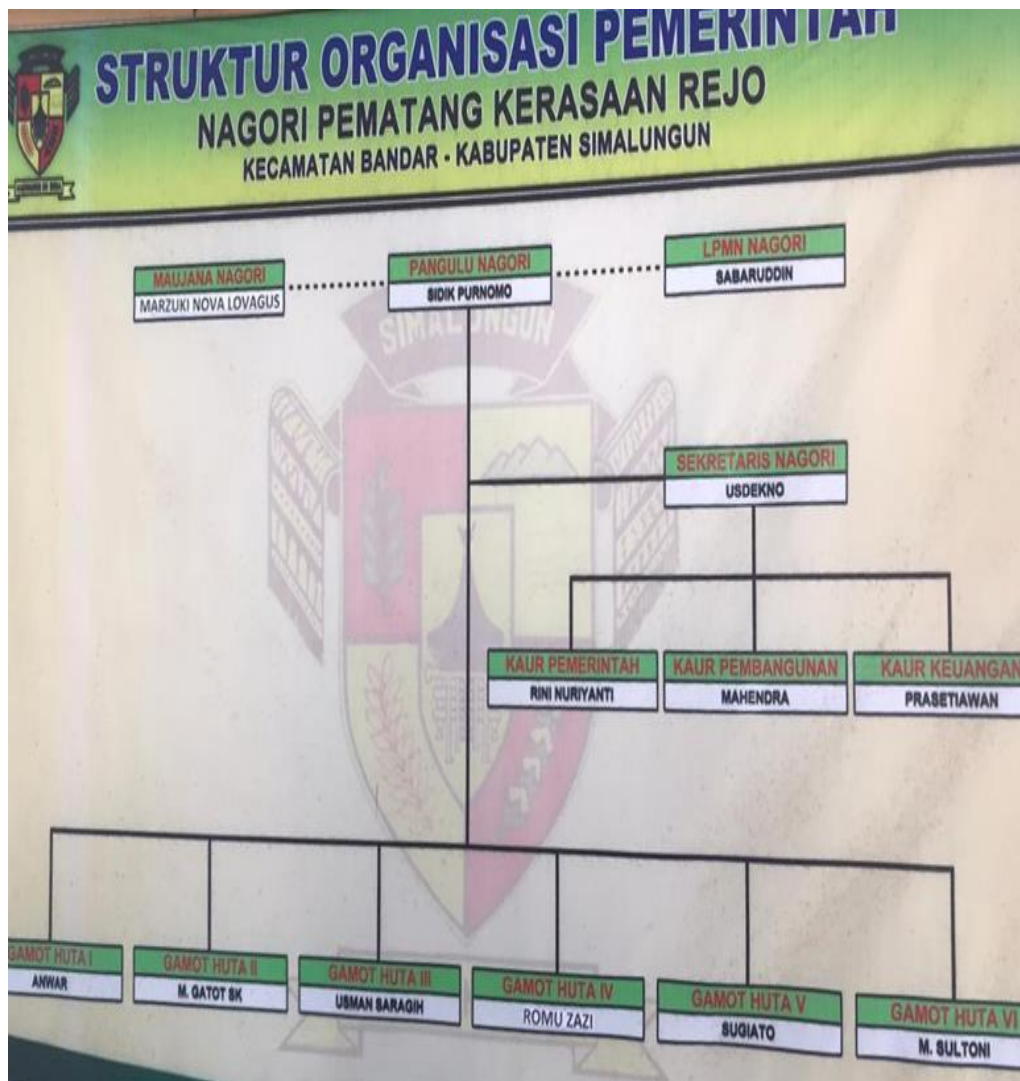 STRUKTUR ORGANISASI PEMERINTAH
NAGORI PEMATANG KERASAAN REJO
KECAMATAN BANDAR - KABUPATEN SIMALUNGUN
MAUJANA NAGORI
MARZUKI NOVA LOVAGUS
PANGULU NAGORI
SIDIK PURNOMO
LPMN NAGORI
SABARUDDIN
SIMALUNGUN
SEKRETARIS NAGORI
USDEKNO
KAUR PEMERINTAH
RINI NURIYANTI
KAUR PEMBANGUNAN
MAHENDRA
KAUR KEUANGAN
PRASETIAWAN
GAMOT HUTA I
ANWAR
GAMOT HUTA II
M. GATOT SK
GAMOT HUTA III
USMAN SARAGIH
GAMOT HUTA IV
ROMU ZAZI
GAMOT HUTA V
SUGIATO
GAMOT HUTA VI
M. SULTONI